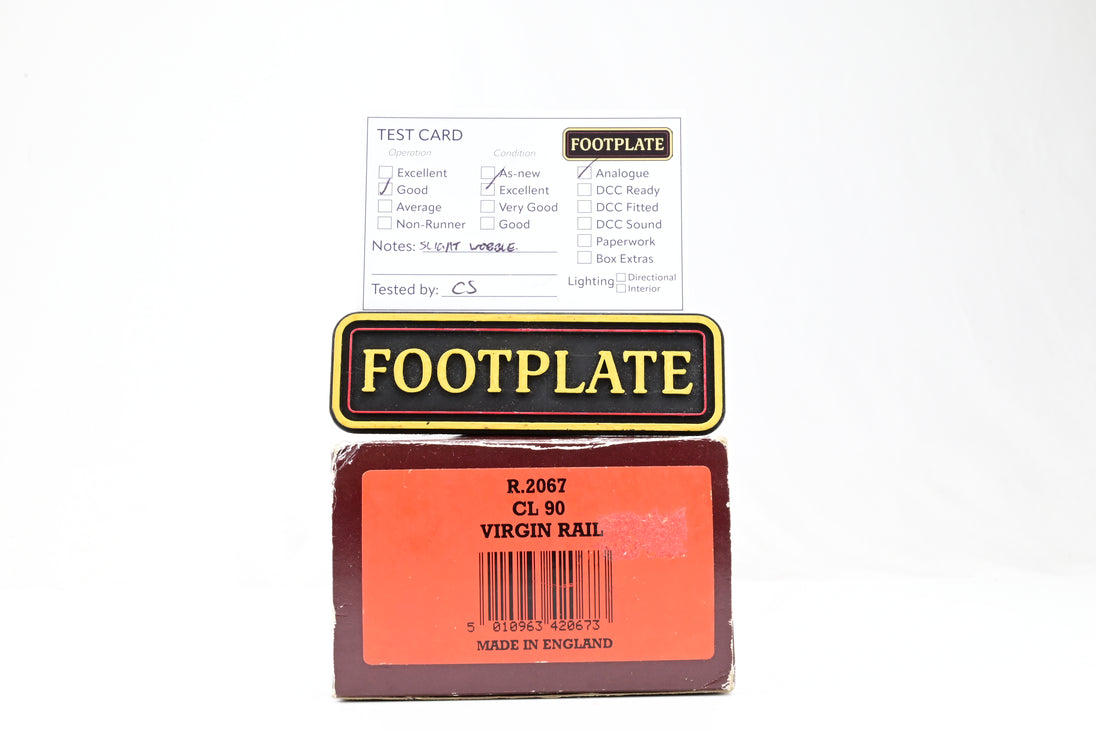 TEST CARD
FOOTPLATE
Operation
Excellent
Good
Average
Non-Runner
Condition
As-new
Excellent
Very Good
Good
Analogue
DCC Ready
DCC Fitted
DCC Sound
Paperwork
Box Extras
Notes: SLIGHT WOBBLE.
Lighting
Directional
Interior
Tested by: CS
FOOTPLATE
R.2067
CL 90
VIRGIN RAIL
5 010963 420673
MADE IN ENGLAND